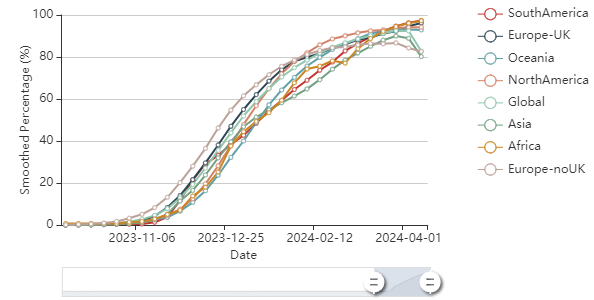 100
80
60
40
20
0
Smoothed Percentage (%)
2023-11-06
2023-12-25
2024-02-12
2024-04-01
Date
SouthAmerica
Europe-UK
Oceania
NorthAmerica
Global
Asia
Africa
Europe-noUK